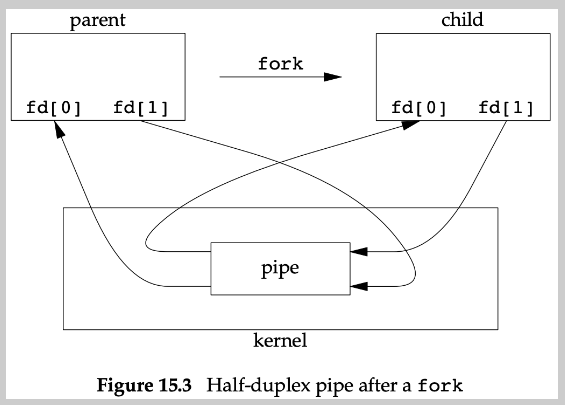 parent
child
fork
fd[0] fd[1]
fd[0] fd[1]
pipe
kernel
Figure 15.3 Half-duplex pipe after a fork